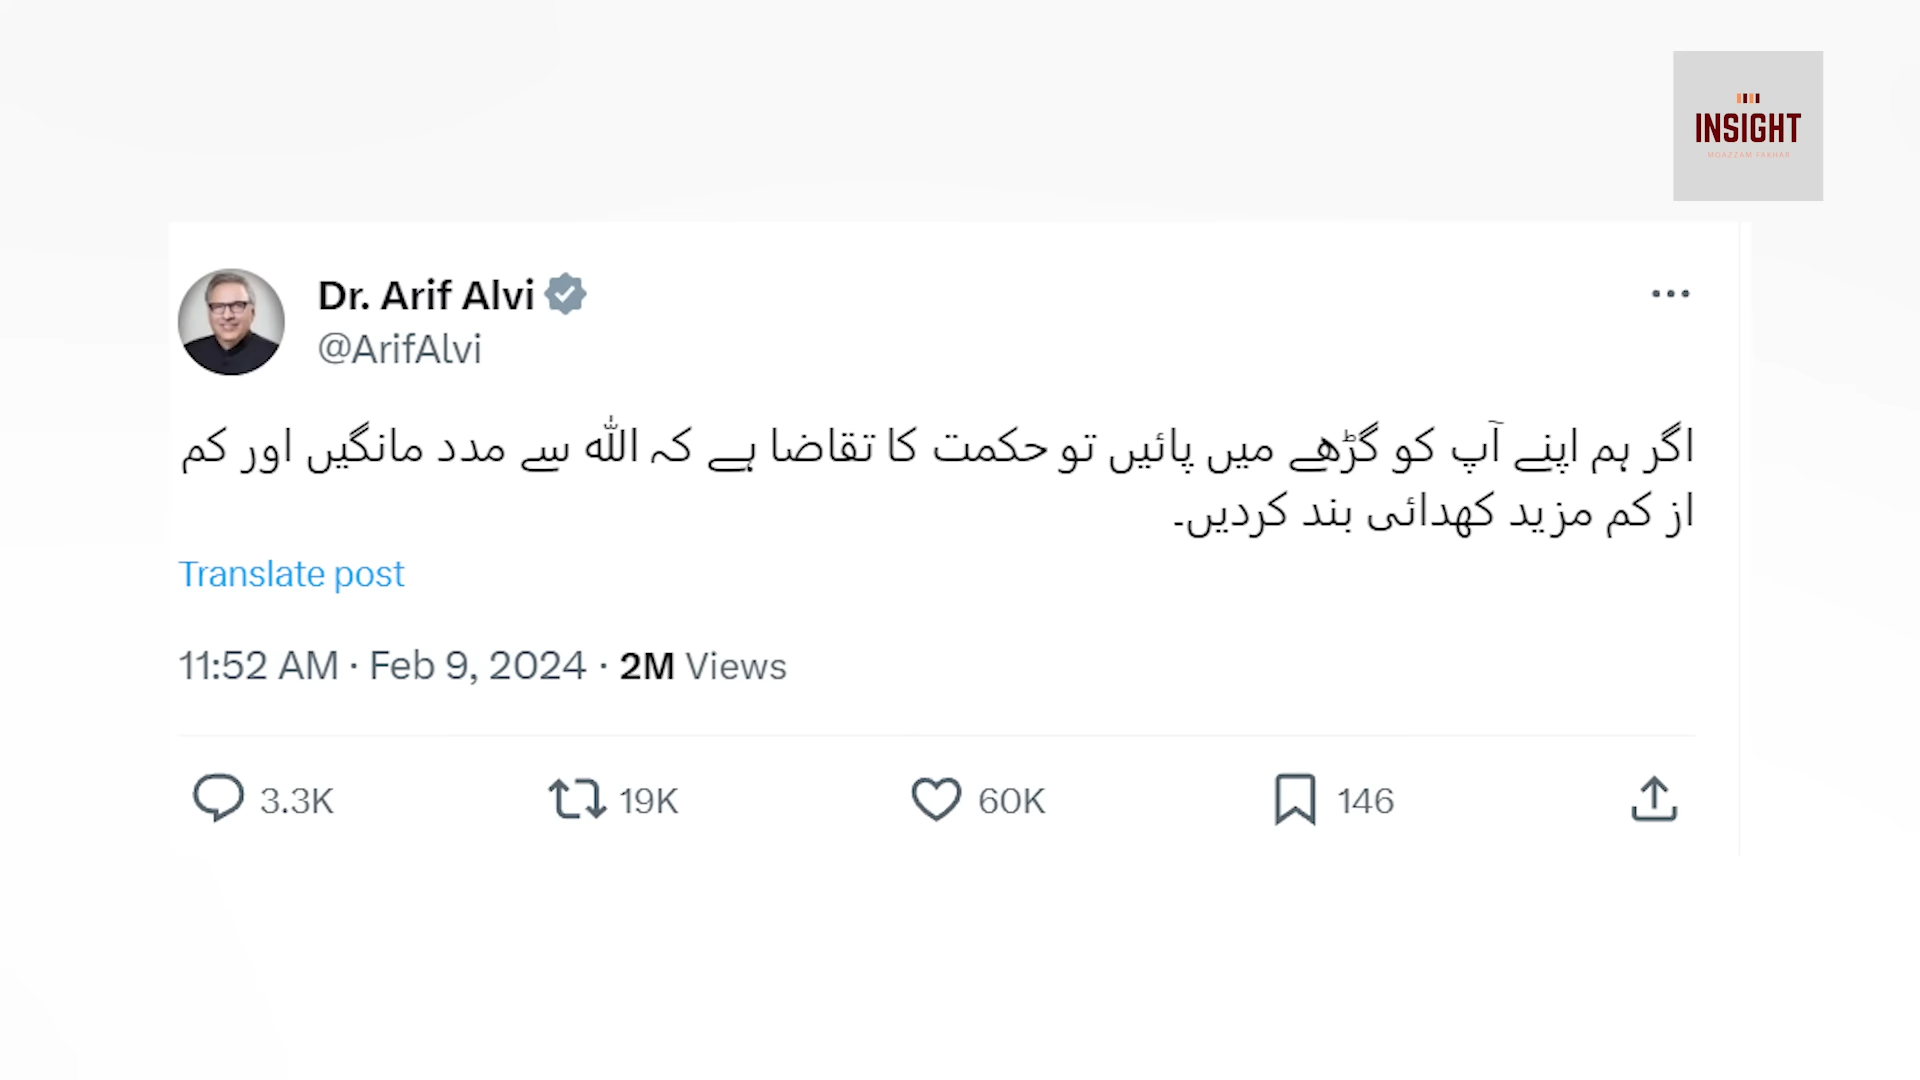 INSIGHT
MOAZZAM FAKHAR
Dr. Arif Alvi
@ArifAlvi
اگر ہم اپنے آپ کو گڑھے میں پائیں تو حکمت کا تقاضا ہے کہ اللہ سے مدد مانگیں اور کم
از کم مزید کھدائی بند کردیں۔
Translate post
11:52 AM · Feb 9, 2024 · 2M Views
3.3K 19K 60K 146